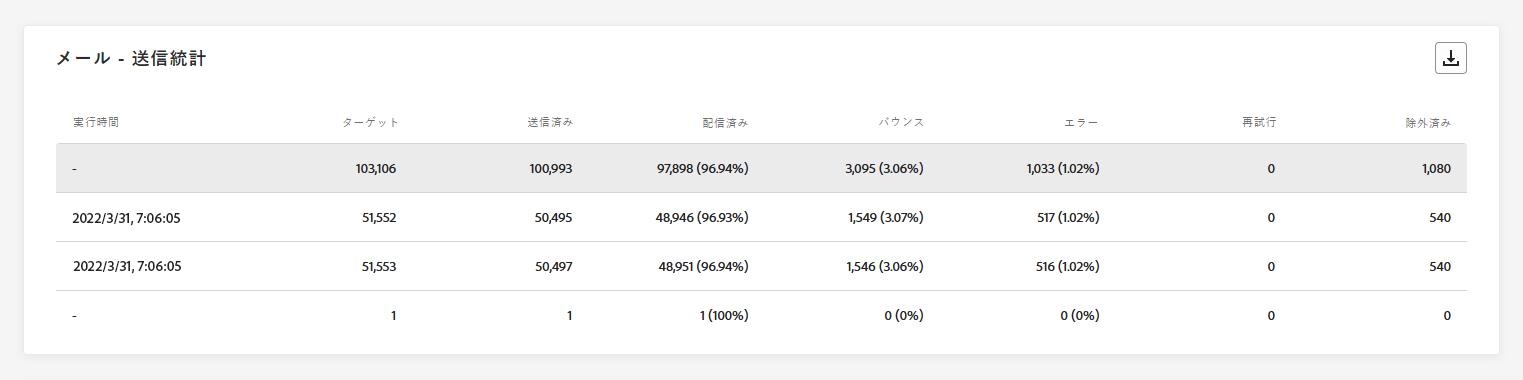 メール - 送信統計
実行時間 ターゲット 送信済み 配信済み バウンス エラー 再試行 除外済み
- 103,106 100,993 97,898 (96.94%) 3,095 (3.06%) 1,033 (1.02%) 0 1,080
2022/3/31, 7:06:05 51,552 50,495 48,946 (96.93%) 1,549 (3.07%) 517 (1.02%) 0 540
2022/3/31, 7:06:05 51,553 50,497 48,951 (96.94%) 1,546 (3.06%) 516 (1.02%) 0 540
- 1 1 1 (100%) 0 (0%) 0 (0%) 0 0